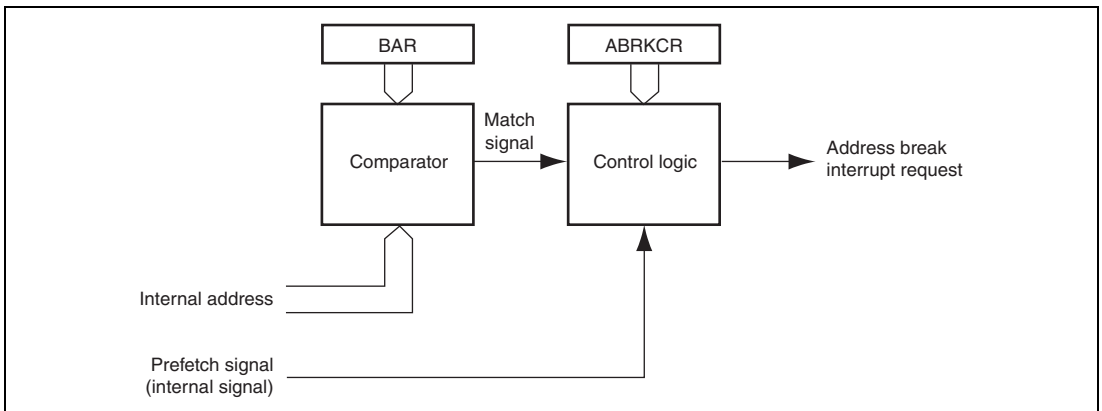 BAR
ABRKCR
Comparator
Match
signal
Control logic
Address break
interrupt request
Internal address
Prefetch signal
(internal signal)